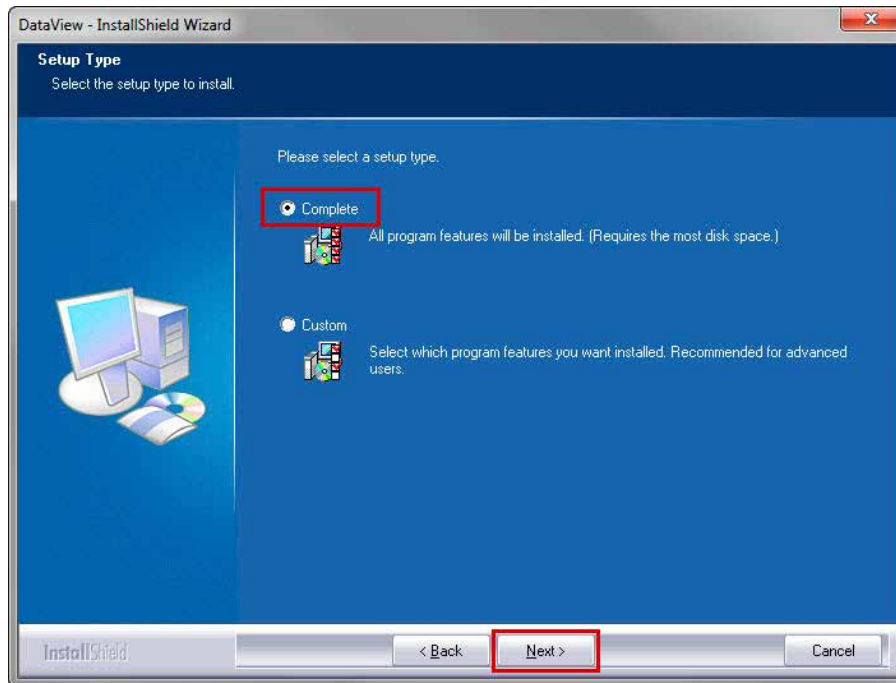 DataView - InstallShield Wizard
Setup Type
Select the setup type to install.
Please select a setup type.
Complete
All program features will be installed. (Requires the most disk space.)
Custom
Select which program features you want installed. Recommended for advanced
users.
InstallShield
< Back
Next >
Cancel